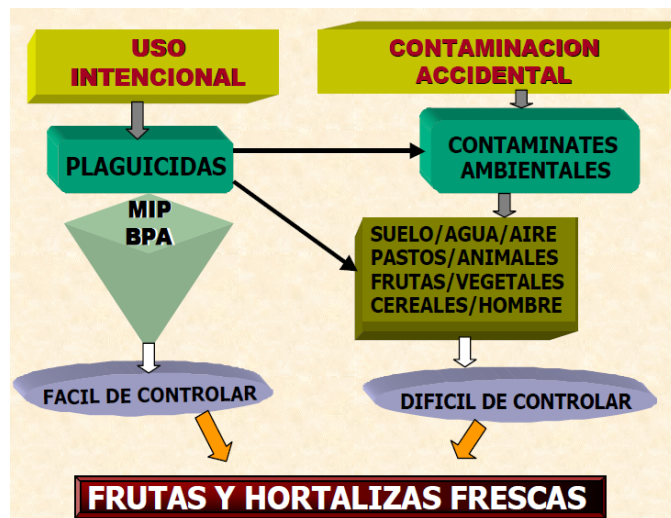 USO
INTENCIONAL
CONTAMINACION
ACCIDENTAL
PLAGUICIDAS
CONTAMINATES
AMBIENTALES
MIP
BPA
SUELO/AGUA/AIRE
PASTOS/ANIMALES
FRUTAS/VEGETALES
CEREALES/HOMBRE
FACIL DE CONTROLAR
DIFICIL DE CONTROLAR
FRUTAS Y HORTALIZAS FRESCAS